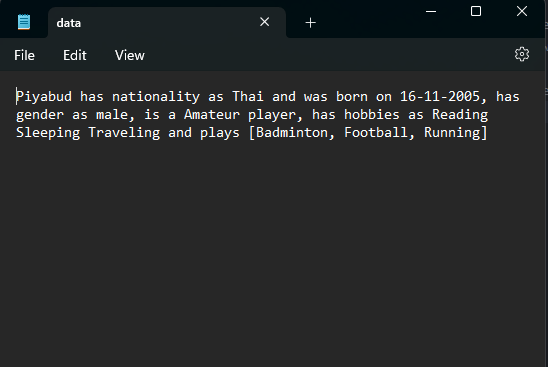 data
File Edit View
Piyabud has nationality as Thai and was born on 16-11-2005, has
gender as male, is a Amateur player, has hobbies as Reading
Sleeping Traveling and plays [Badminton, Football, Running]